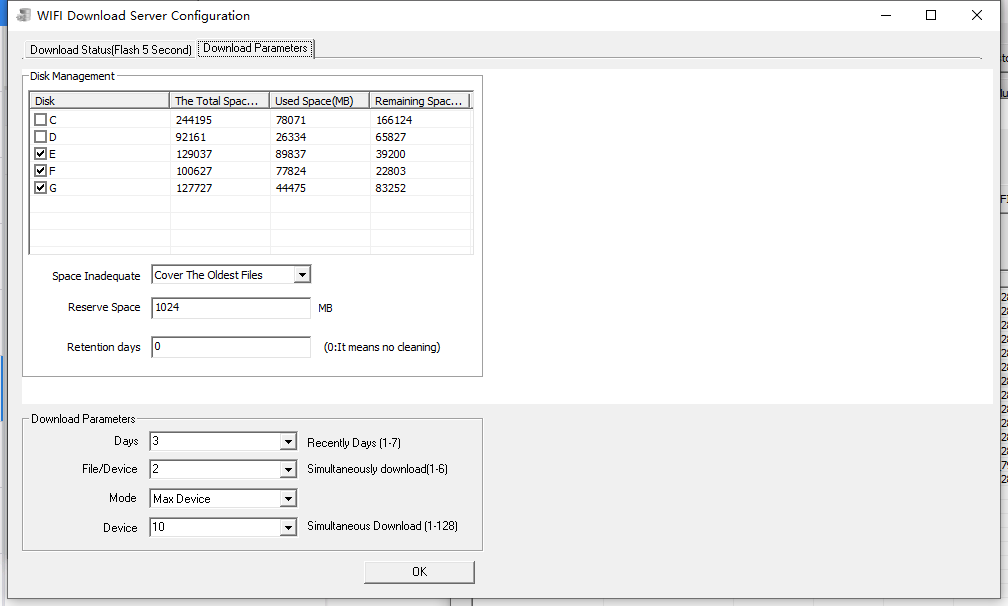 WIFI Download Server Configuration
Download Status(Flash 5 Second) Download Parameters
Disk Management
Disk The Total Spac... Used Space(MB) Remaining Spac...
C 244195 78071 166124
D 92161 26334 65827
E 129037 89837 39200
F 100627 77824 22803
G 127727 44475 83252
Space Inadequate Cover The Oldest Files
Reserve Space 1024 MB
Retention days 0 (0:It means no cleaning)
Download Parameters
Days 3 Recently Days (1-7)
File/Device 2 Simultaneously download(1-6)
Mode Max Device
Device 10 Simultaneous Download (1-128)
OK